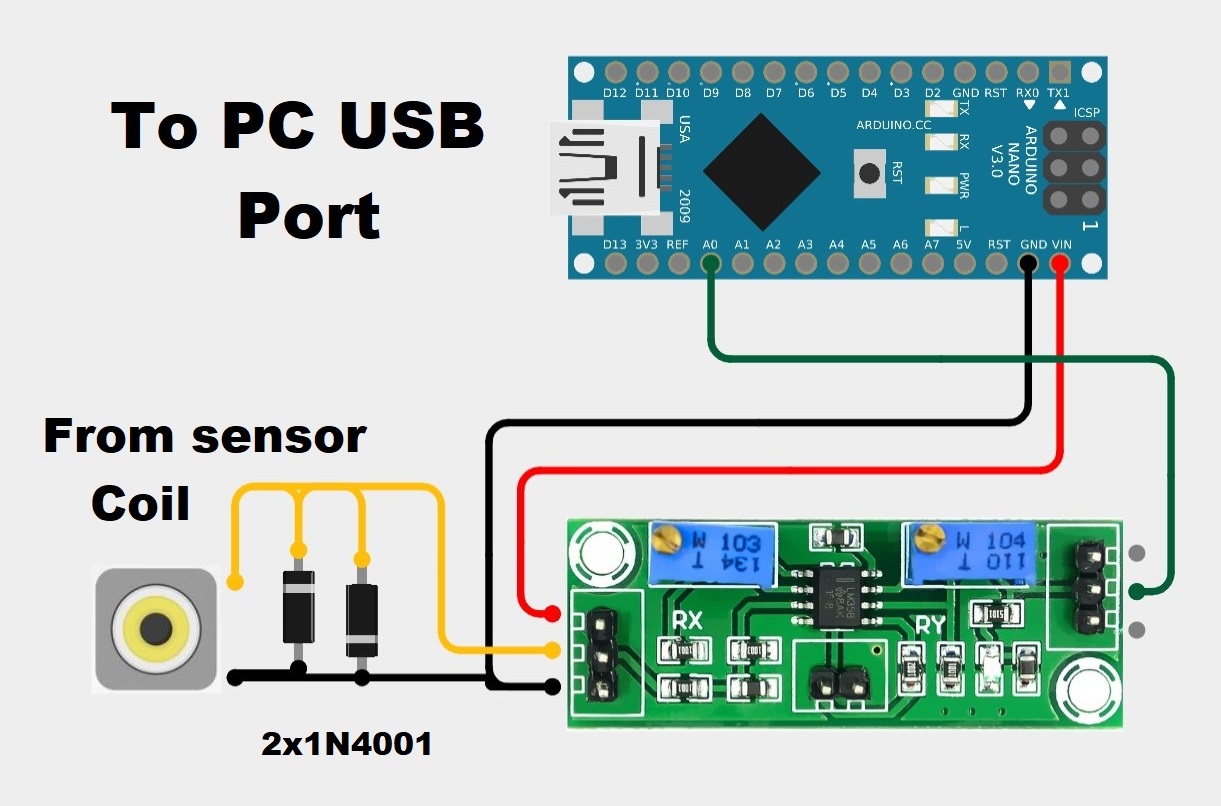 To PC USB
Port
D12 D11 D10 D9 D8 D7 D6 D5 D4 D3 D2 GND RST RX0 TX1
USA
2009
TX
RX
PWR
L
ARDUINO.CC
RST
ICSP
ARDUINO
NANO
V3.0
1
D13 3V3 REF A0 A1 A2 A3 A4 A5 A6 A7 5V RST GND VIN
From sensor
Coil
2x1N4001
W 103
134 T
W 104
110 T
LM358
RX
RY